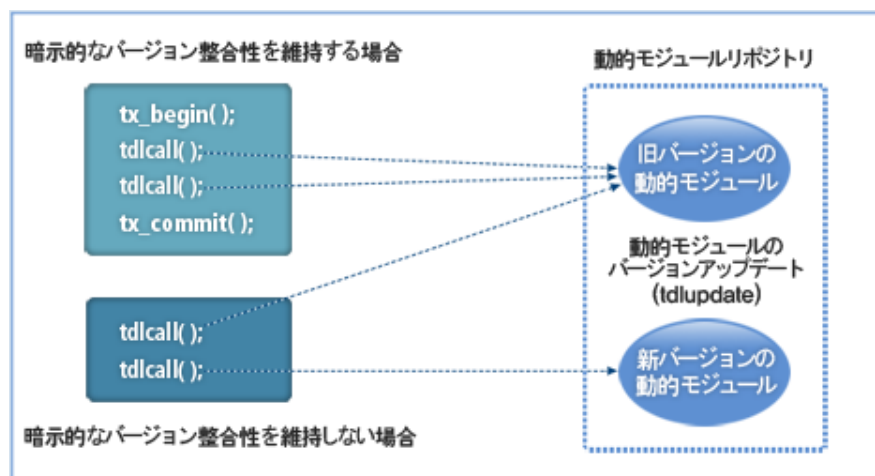 暗示的なバージョン整合性を維持する場合
tx_begin( );
tdlcall( );
tdlcall( );
tx_commit( );
tdlcall( );
tdlcall( );
暗示的なバージョン整合性を維持しない場合
動的モジュールリポジトリ
旧バージョンの
動的モジュール
動的モジュールの
バージョンアップデート
(tdlupdate)
新バージョンの
動的モジュール